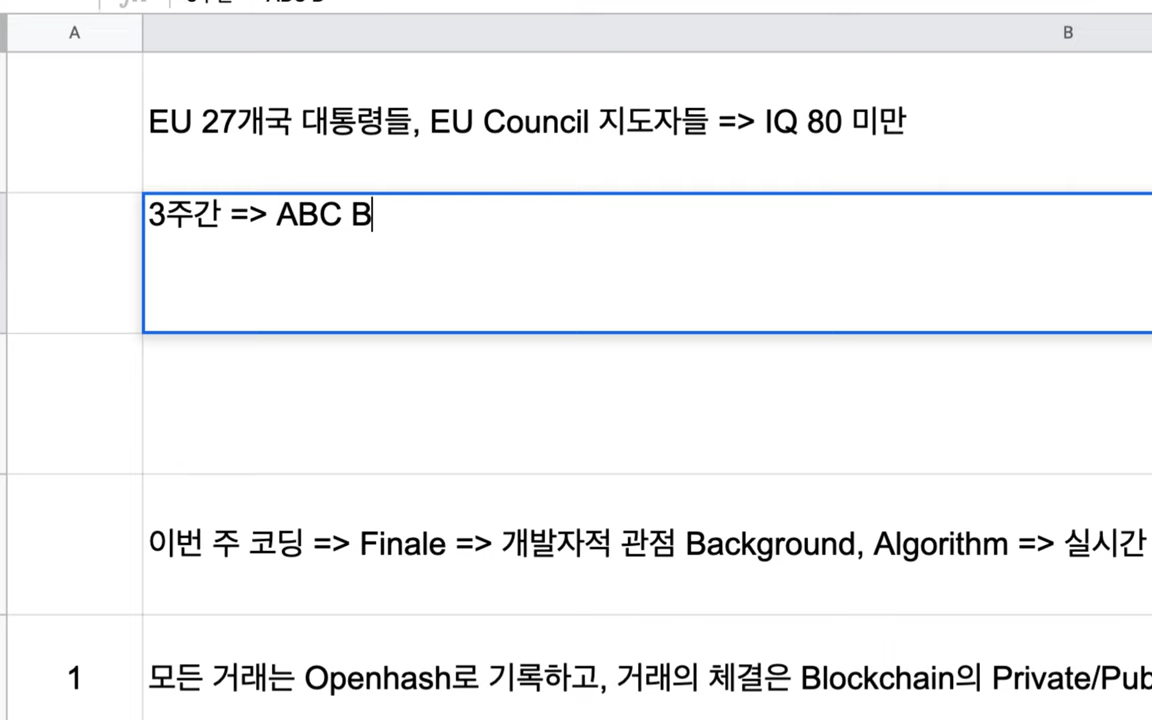 A
B
EU 27개국 대통령들, EU Council 지도자들 => IQ 80 미만
3주간 => ABC B
이번 주 코딩 => Finale => 개발자적 관점 Background, Algorithm => 실시간
1
모든 거래는 Openhash로 기록하고, 거래의 체결은 Blockchain의 Private/Pub